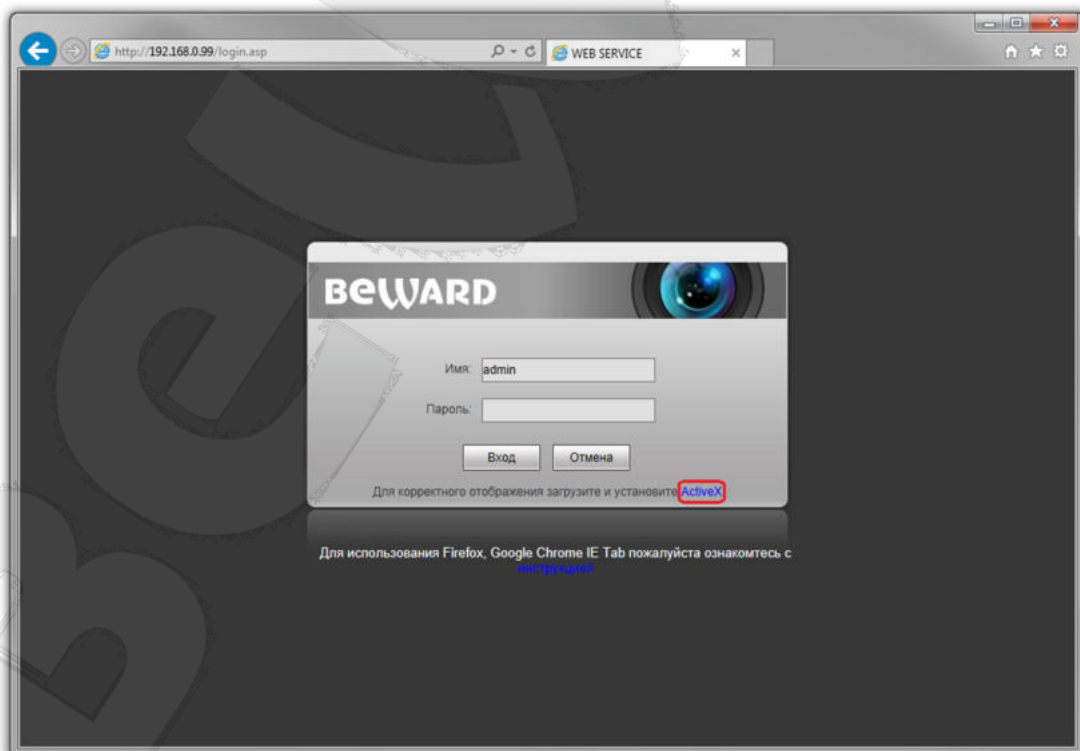 http://192.168.0.99/login.asp
WEB SERVICE
BEWARD
Имя: admin
Пароль:
Вход Отмена
Для корректного отображения загрузите и установите ActiveX
Для использования Firefox, Google Chrome IE Tab пожалуйста ознакомтесь с
инструкцией